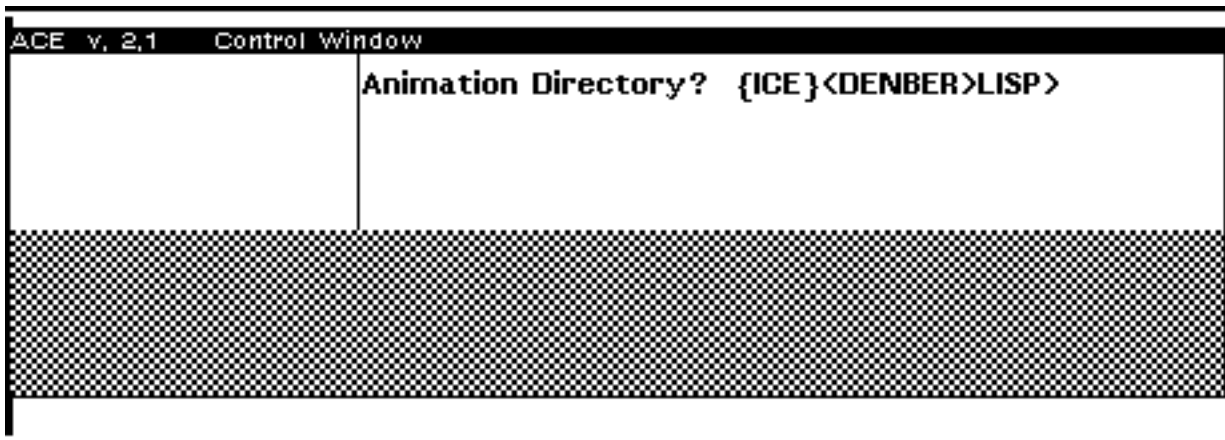 ACE v. 2.1 Control Window
Animation Directory? {ICE}<DENBER>LISP>